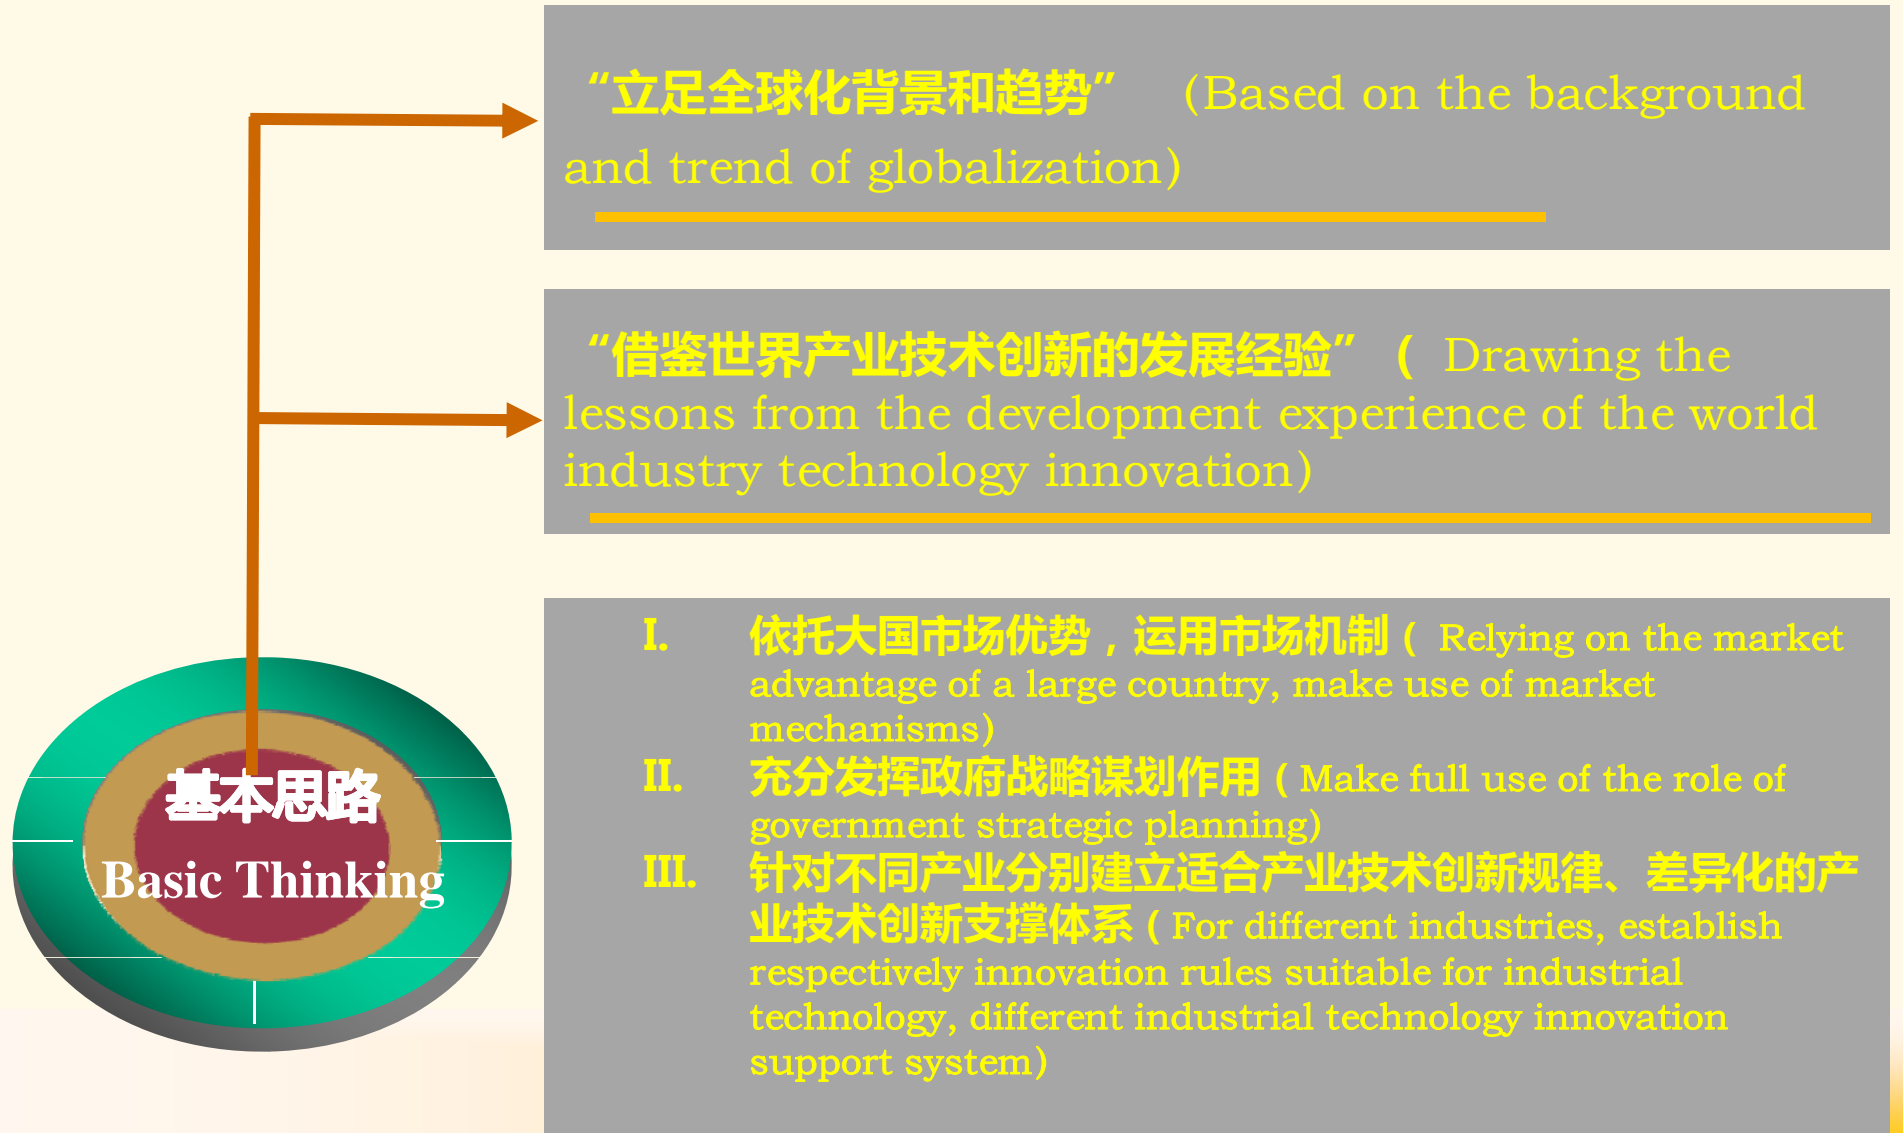 “立足全球化背景和趋势” (Based on the background
and trend of globalization)
“借鉴世界产业技术创新的发展经验” ( Drawing the
lessons from the development experience of the world
industry technology innovation)
I. 依托大国市场优势，运用市场机制 ( Relying on the market
advantage of a large country, make use of market
mechanisms)
II. 充分发挥政府战略谋划作用 ( Make full use of the role of
government strategic planning)
III. 针对不同产业分别建立适合产业技术创新规律、差异化的产
业技术创新支撑体系 ( For different industries, establish
respectively innovation rules suitable for industrial
technology, different industrial technology innovation
support system)
基本思路
Basic Thinking